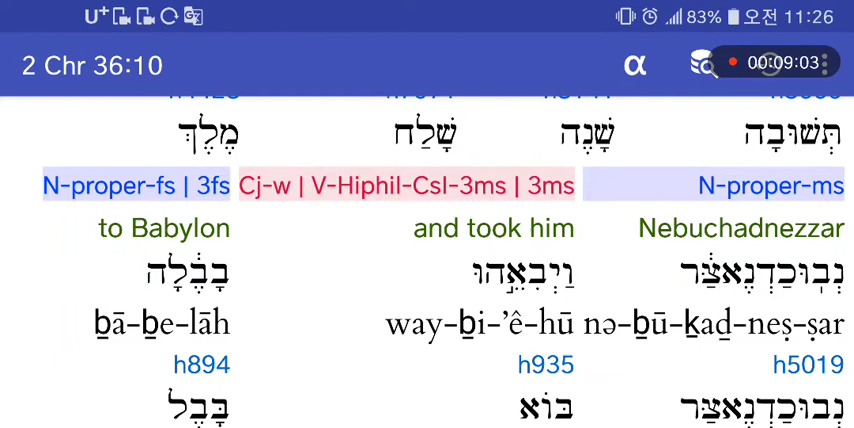 U+ 83% 오전 11:26
2 Chr 36:10 α 00:09:03
תְּשׁוּבָה שָׁנֶה שָׁלַח מֶלֶךְ
N-proper-fs | 3fs Cj-w | V-Hiphil-CsI-3ms | 3ms N-proper-ms
to Babylon and took him Nebuchadnezzar
נְבֽוּכַדְנֶאצַּ֔ר וַיְבִאֵ֣הוּ בָבֶ֔לָה
ḇā-ḇe-lāh way-ḇi-’ê-hū nə-ḇū-ḵaḏ-neṣ-ṣar
h894 h935 h5019
נְבוּכַדְנֶאצַּר בּוֹא בָּבֶל